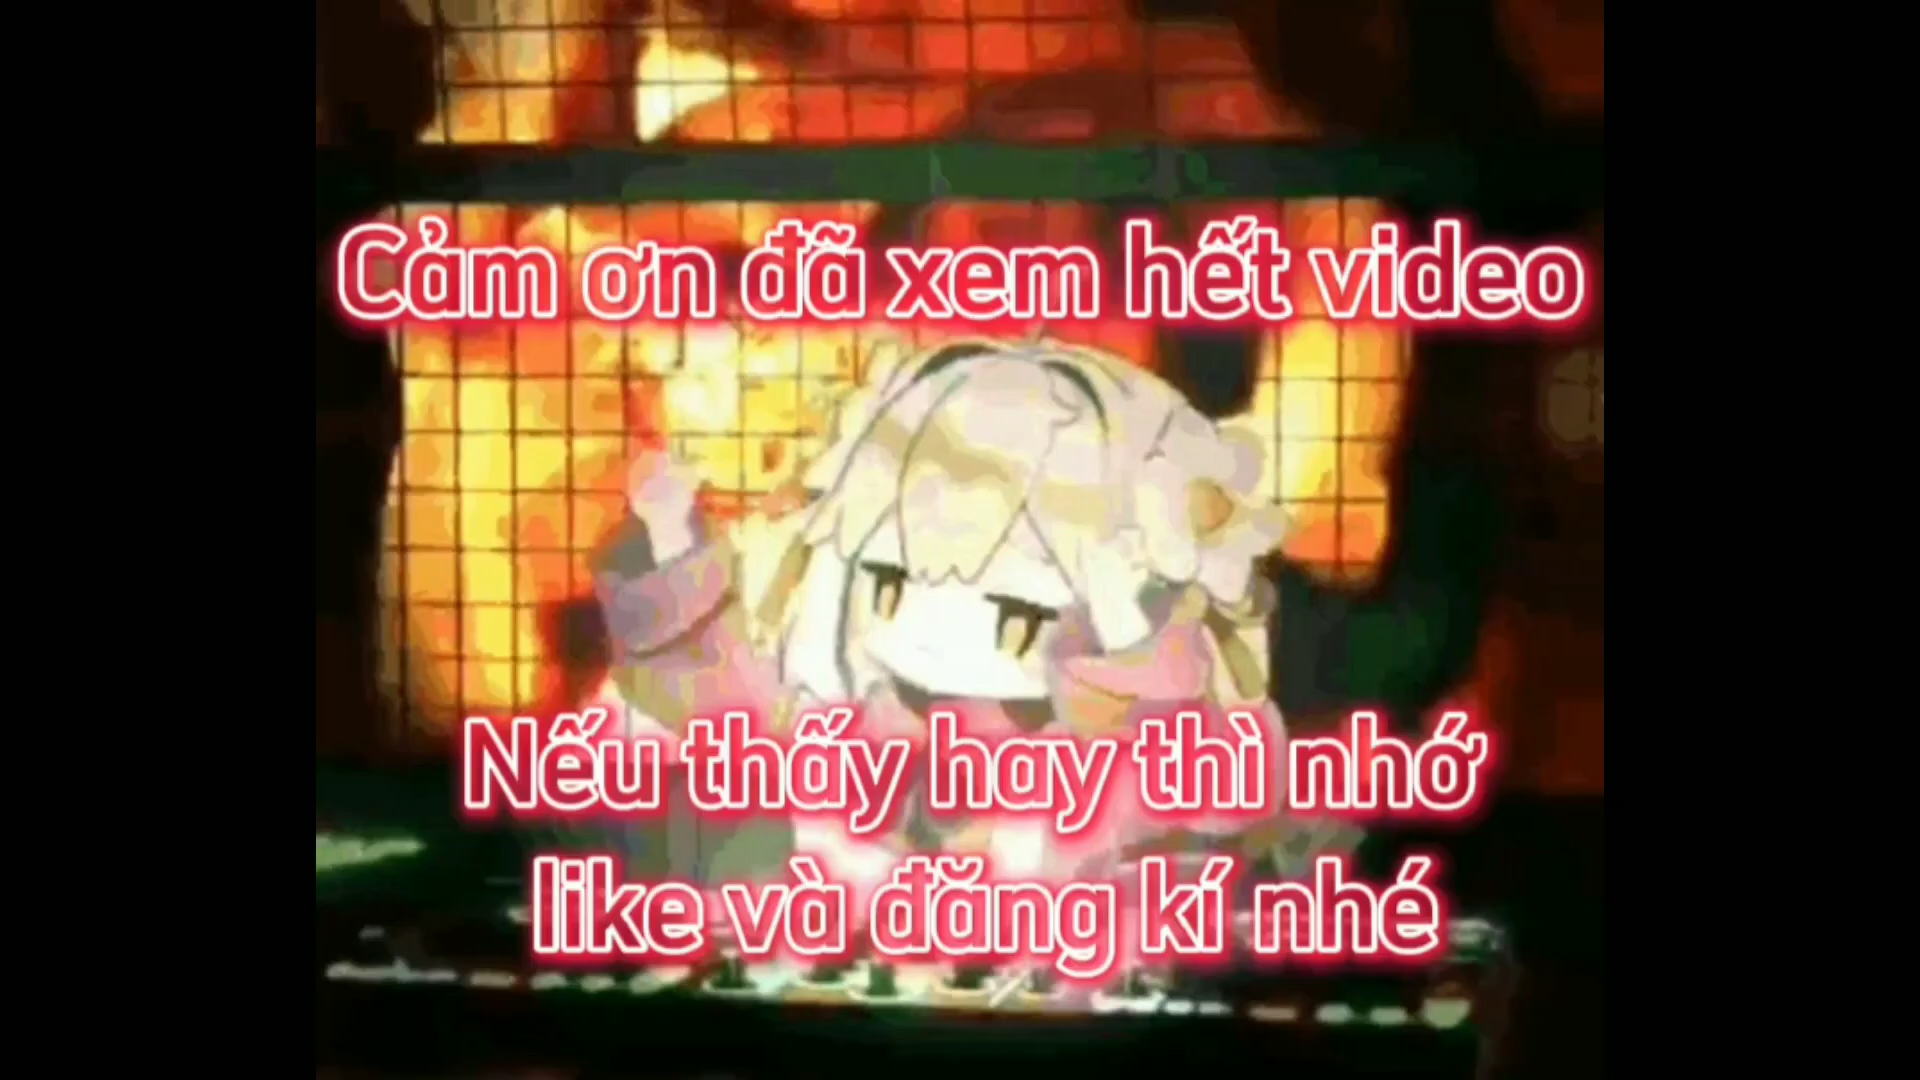 Cảm ơn đã xem hết video
Nếu thấy hay thì nhớ
like và đăng kí nhé